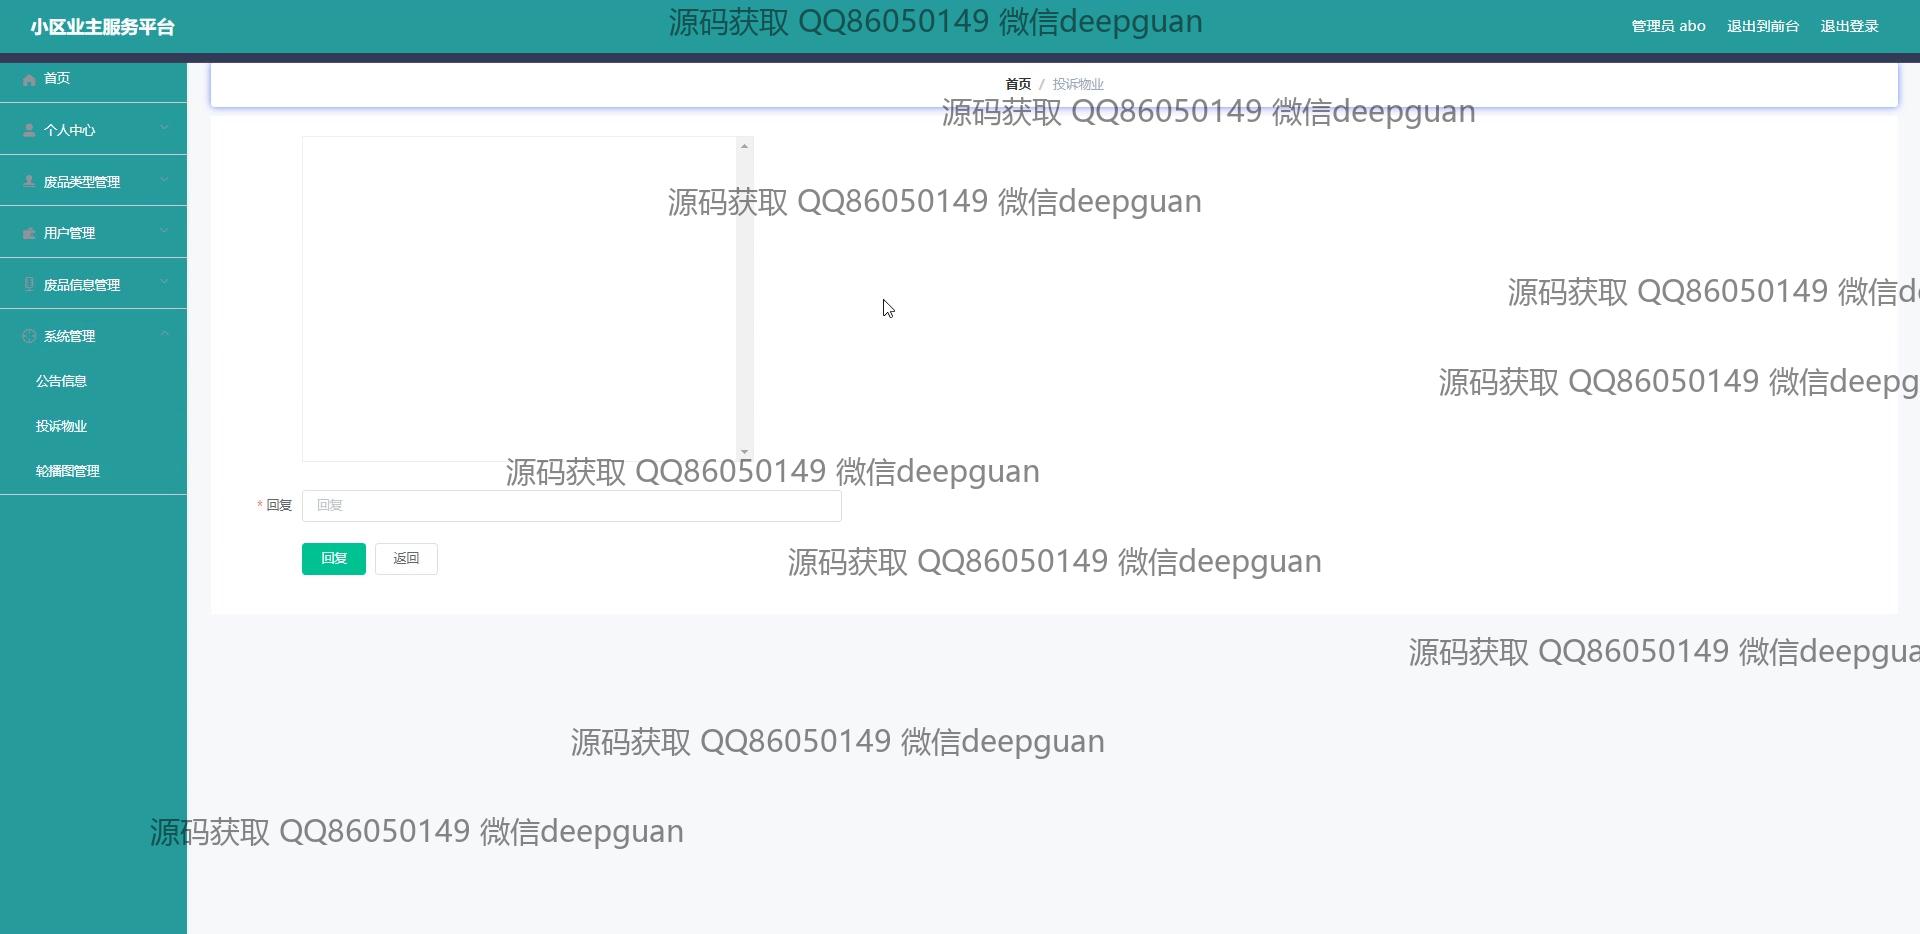 小区业主服务平台
源码获取 QQ86050149 微信deepguan
管理员 abo 退出到前台 退出登录
首页
首页 / 投诉物业
源码获取 QQ86050149 微信deepguan
个人中心
废品类型管理
源码获取 QQ86050149 微信deepguan
用户管理
废品信息管理
源码获取 QQ86050149 微信d
系统管理
公告信息
源码获取 QQ86050149 微信deepg
投诉物业
轮播图管理
源码获取 QQ86050149 微信deepguan
* 回复 回复
回复 返回
源码获取 QQ86050149 微信deepguan
源码获取 QQ86050149 微信deepgua
源码获取 QQ86050149 微信deepguan
源码获取 QQ86050149 微信deepguan